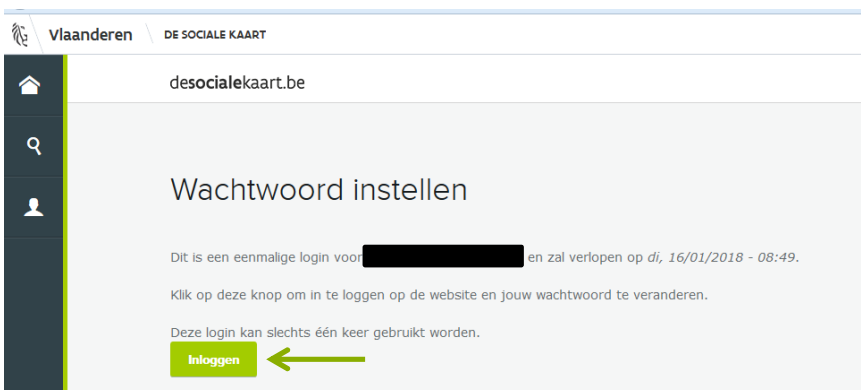 Vlaanderen DE SOCIALE KAART
desocialekaart.be
Wachtwoord instellen
Dit is een eenmalige login voor en zal verlopen op di, 16/01/2018 - 08:49.
Klik op deze knop om in te loggen op de website en jouw wachtwoord te veranderen.
Deze login kan slechts één keer gebruikt worden.
Inloggen